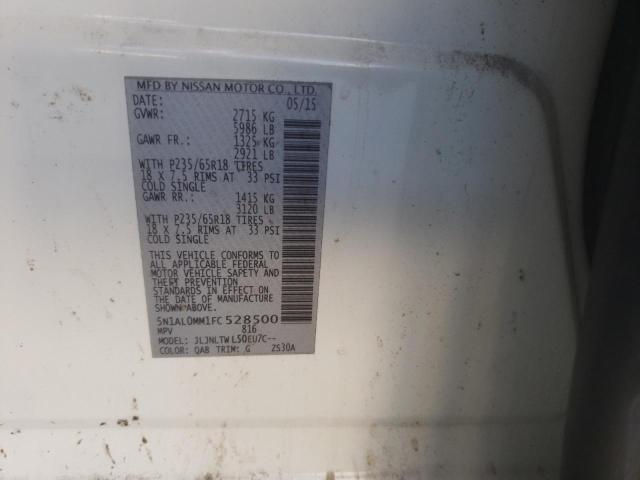 MFD BY NISSAN MOTOR CO., LTD.
DATE: 05/15
GVWR: 2715 KG
5986 LB
GAWR FR.: 1325 KG
2921 LB
WITH P235/65R18 TIRES
18 X 7.5 RIMS AT 33 PSI
COLD SINGLE
GAWR RR.: 1415 KG
3120 LB
WITH P235/65R18 TIRES
18 X 7.5 RIMS AT 33 PSI
COLD SINGLE
THIS VEHICLE CONFORMS TO
ALL APPLICABLE FEDERAL
MOTOR VEHICLE SAFETY AND
THEFT PREVENTION
STANDARDS IN EFFECT ON
THE DATE OF MANUFACTURE
SHOWN ABOVE.
5N1AL0MM1FC528500
MPV 816
MODEL: JLJNLTWL50EU7C--
COLOR: QAB TRIM: G ZS30A